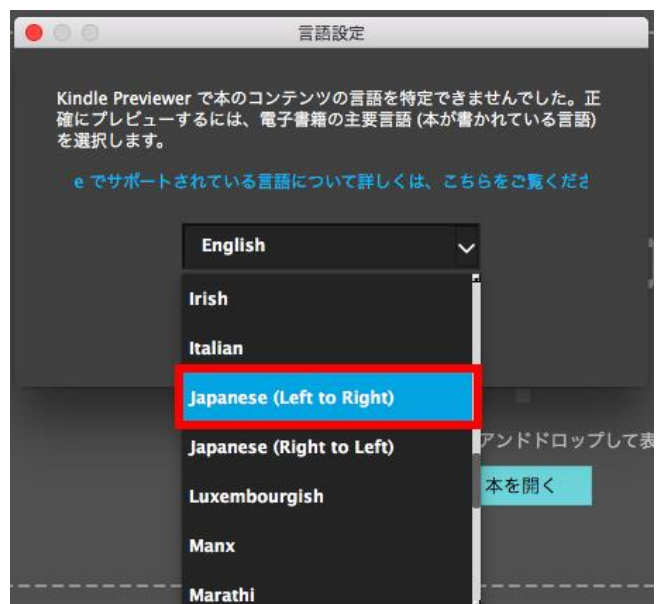 言語設定
Kindle Previewer で本のコンテンツの言語を特定できませんでした。正
確にプレビューするには、電子書籍の主要言語 (本が書かれている言語)
を選択します。
e でサポートされている言語について詳しくは、こちらをご覧くださ
English
Irish
Italian
Japanese (Left to Right)
Japanese (Right to Left)
アンドドロップして表
Luxembourgish
本を開く
Manx
Marathi